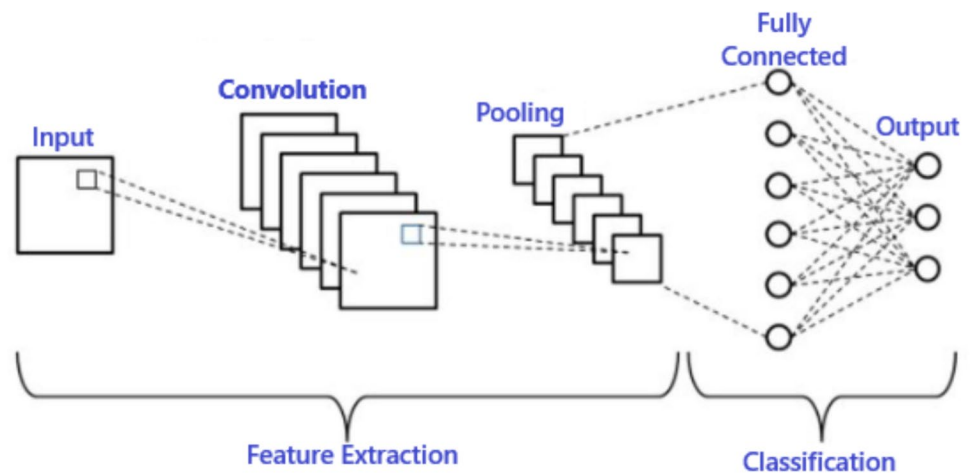 Fully
Connected
Convolution
Pooling
Input
Output
Feature Extraction
Classification